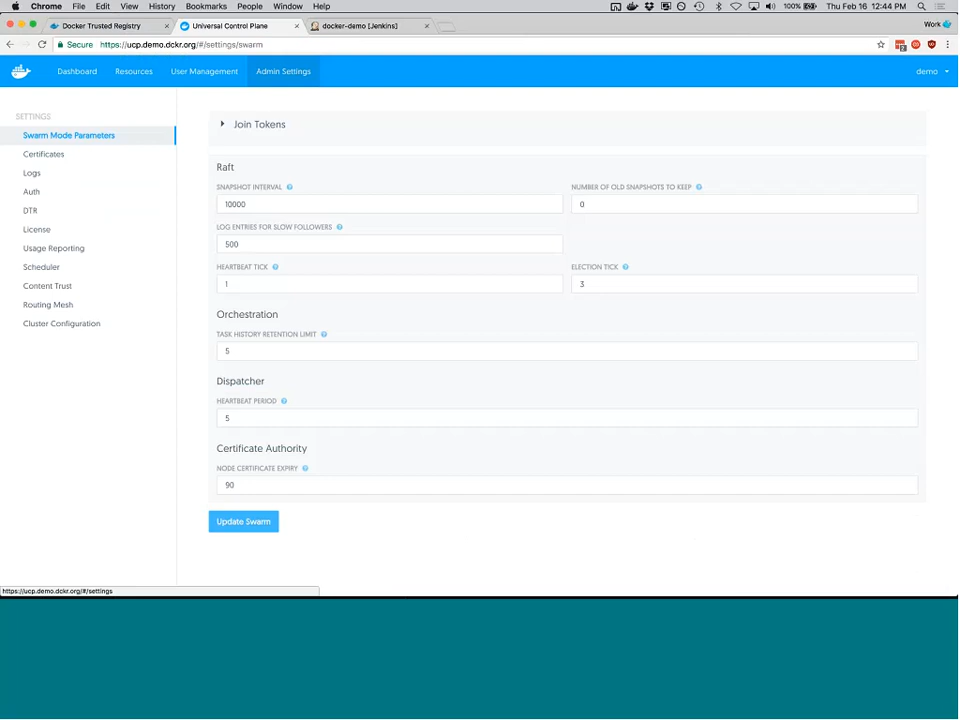 Chrome File Edit View History Bookmarks People Window Help 100% Thu Feb 16 12:44 PM
Docker Trusted Registry × Universal Control Plane × docker-demo [Jenkins] × Work
Secure https://ucp.demo.dckr.org/#/settings/swarm
Dashboard Resources User Management Admin Settings demo
SETTINGS
Swarm Mode Parameters
Certificates
Logs
Auth
DTR
License
Usage Reporting
Scheduler
Content Trust
Routing Mesh
Cluster Configuration
Join Tokens
Raft
SNAPSHOT INTERVAL NUMBER OF OLD SNAPSHOTS TO KEEP
10000 0
LOG ENTRIES FOR SLOW FOLLOWERS
500
HEARTBEAT TICK ELECTION TICK
1 3
Orchestration
TASK HISTORY RETENTION LIMIT
5
Dispatcher
HEARTBEAT PERIOD
5
Certificate Authority
NODE CERTIFICATE EXPIRY
90
Update Swarm
https://ucp.demo.dckr.org/#/settings